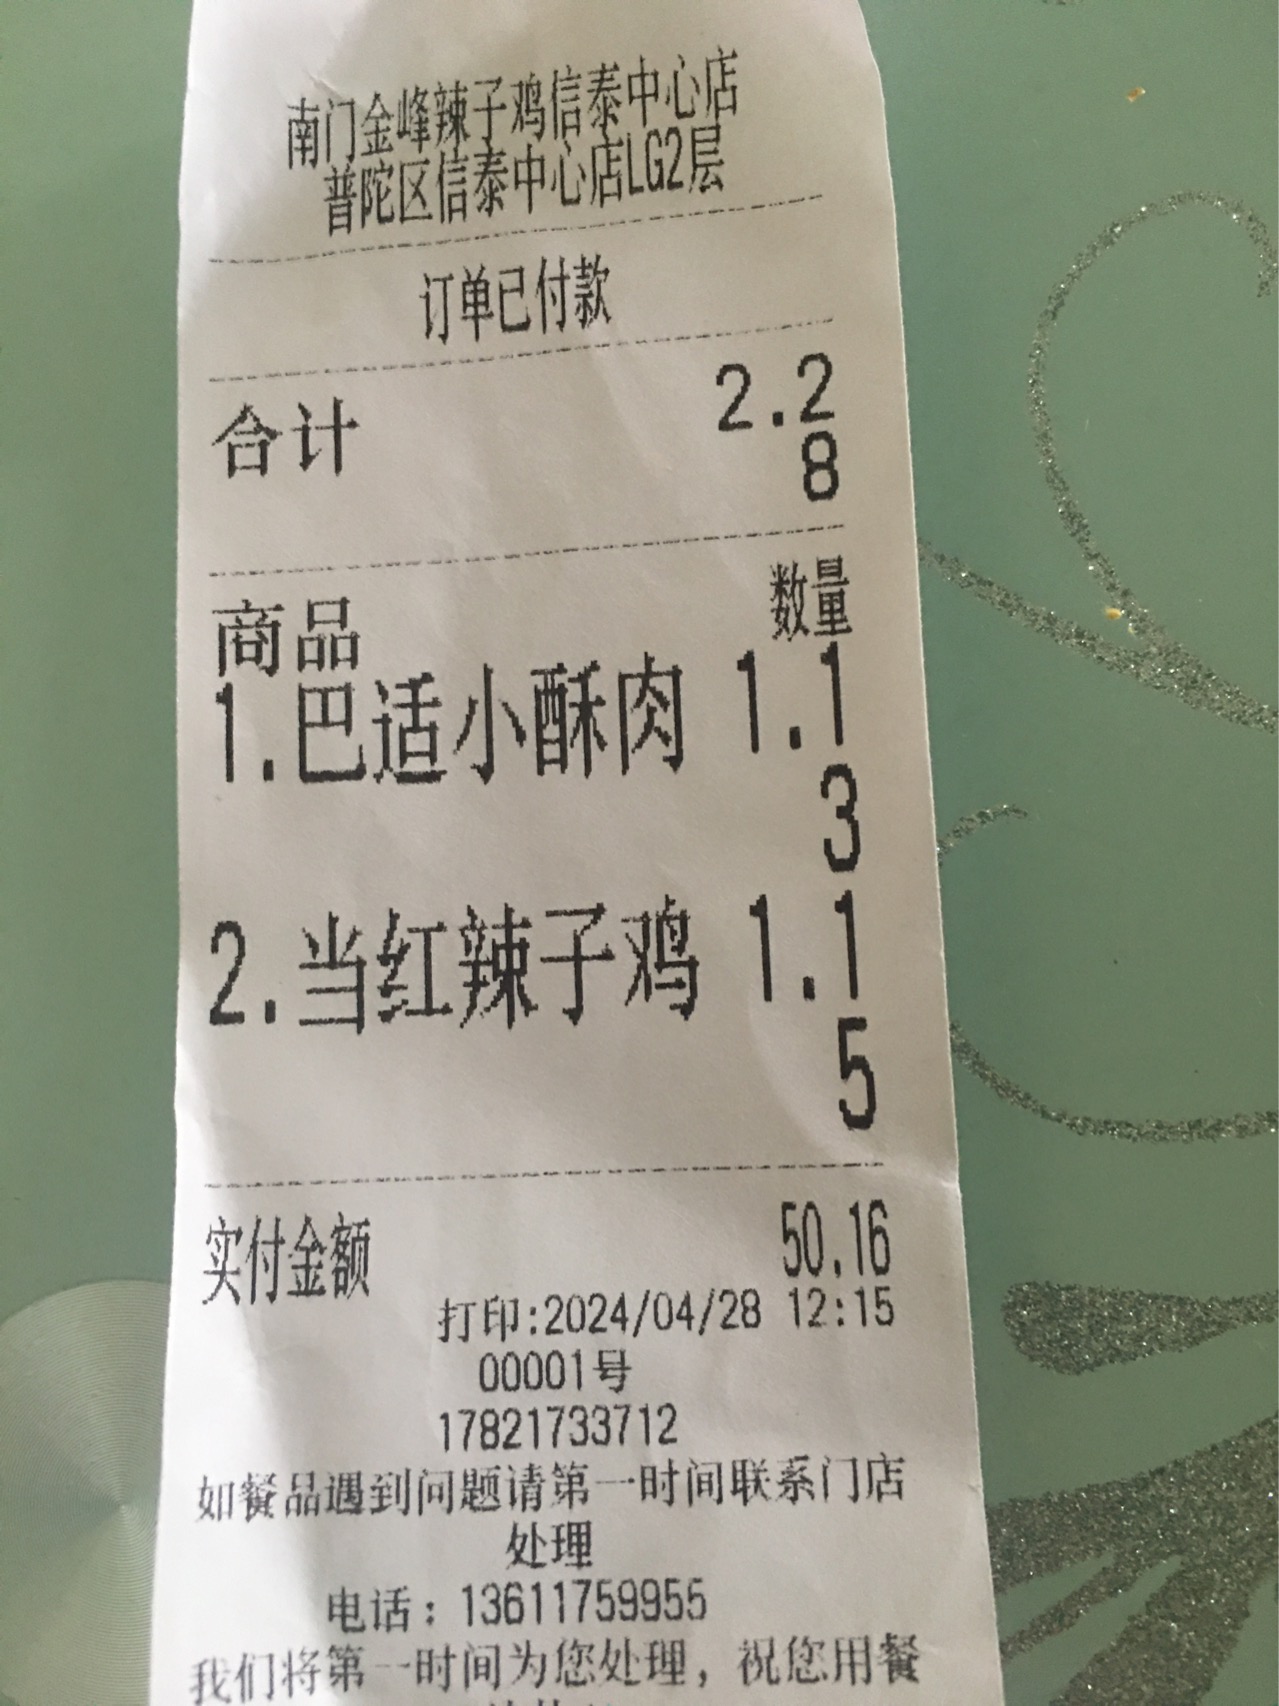 南门金峰辣子鸡信泰中心店
普陀区信泰中心店LG2层
订单已付款
合计 2.2
8
商品 数量
1.巴适小酥肉 1.1
3
2.当红辣子鸡 1.1
5
实付金额 50.16
打印:2024/04/28 12:15
00001号
17821733712
如餐品遇到问题请第一时间联系门店
处理
电话：13611759955
我们将第一时间为您处理，祝您用餐